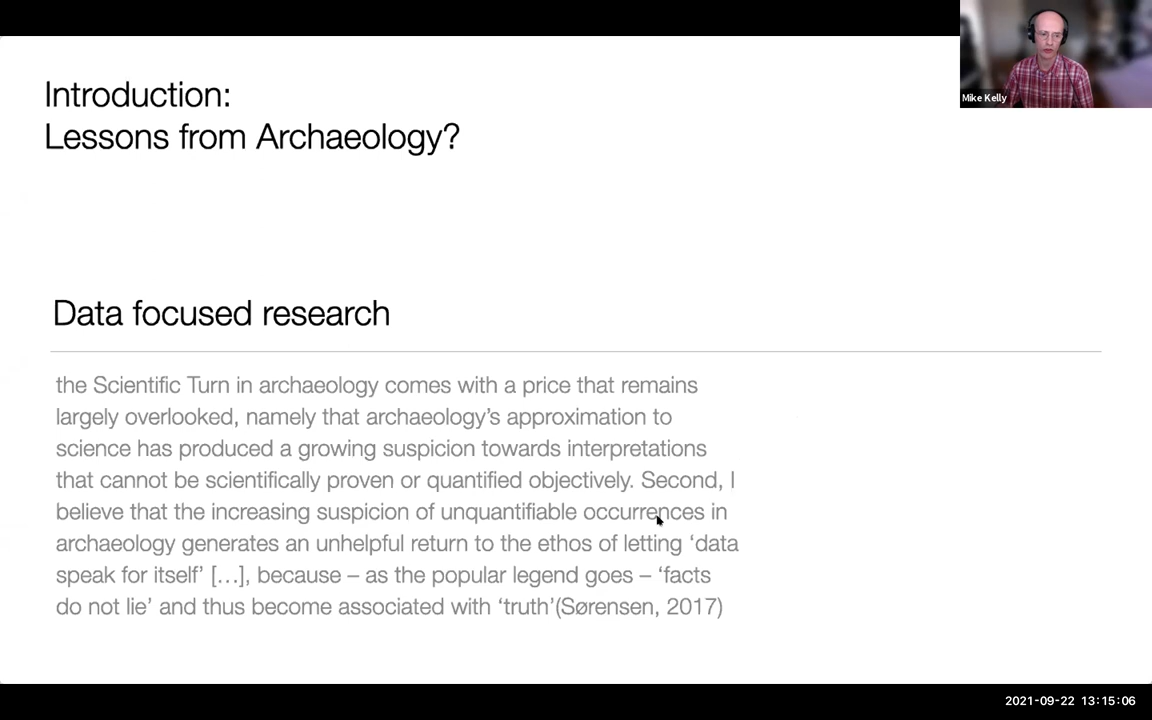 Introduction:
Lessons from Archaeology?
Mike Kelly
Data focused research
the Scientific Turn in archaeology comes with a price that remains
largely overlooked, namely that archaeology’s approximation to
science has produced a growing suspicion towards interpretations
that cannot be scientifically proven or quantified objectively. Second, I
believe that the increasing suspicion of unquantifiable occurrences in
archaeology generates an unhelpful return to the ethos of letting ‘data
speak for itself’ […], because – as the popular legend goes – ‘facts
do not lie’ and thus become associated with ‘truth’(Sørensen, 2017)
2021-09-22 13:15:06